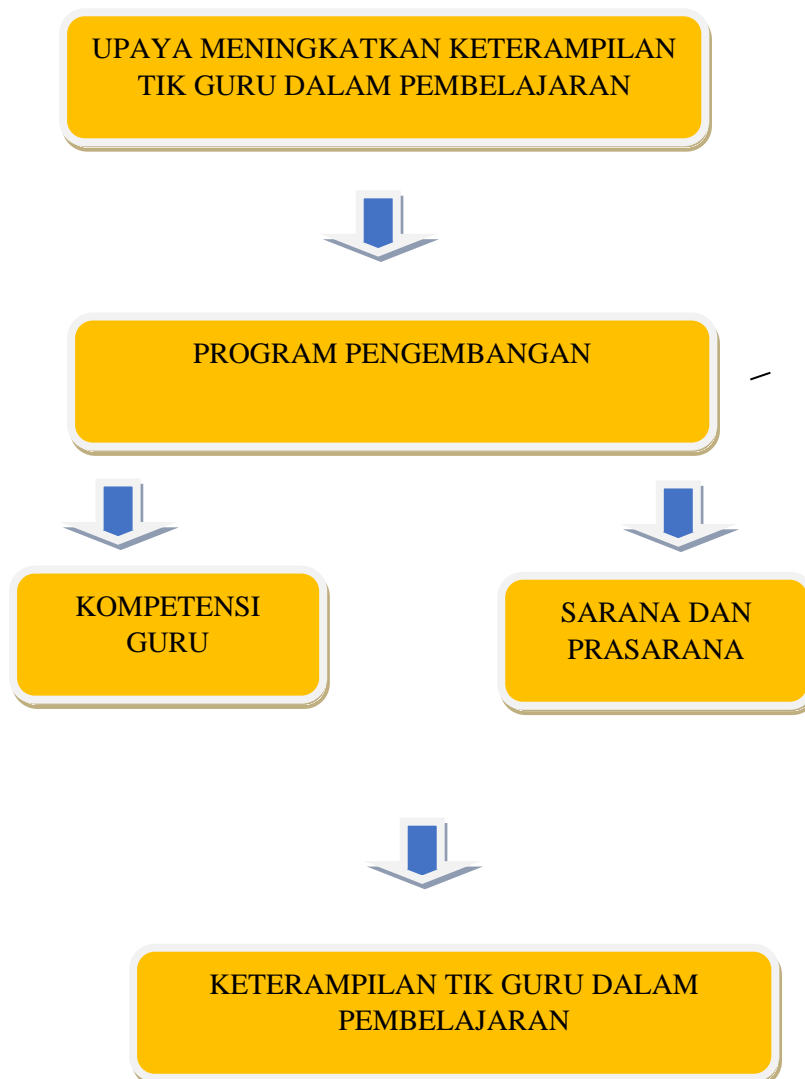 UPAYA MENINGKATKAN KETERAMPILAN
TIK GURU DALAM PEMBELAJARAN
PROGRAM PENGEMBANGAN
KOMPETENSI
GURU
SARANA DAN
PRASARANA
KETERAMPILAN TIK GURU DALAM
PEMBELAJARAN